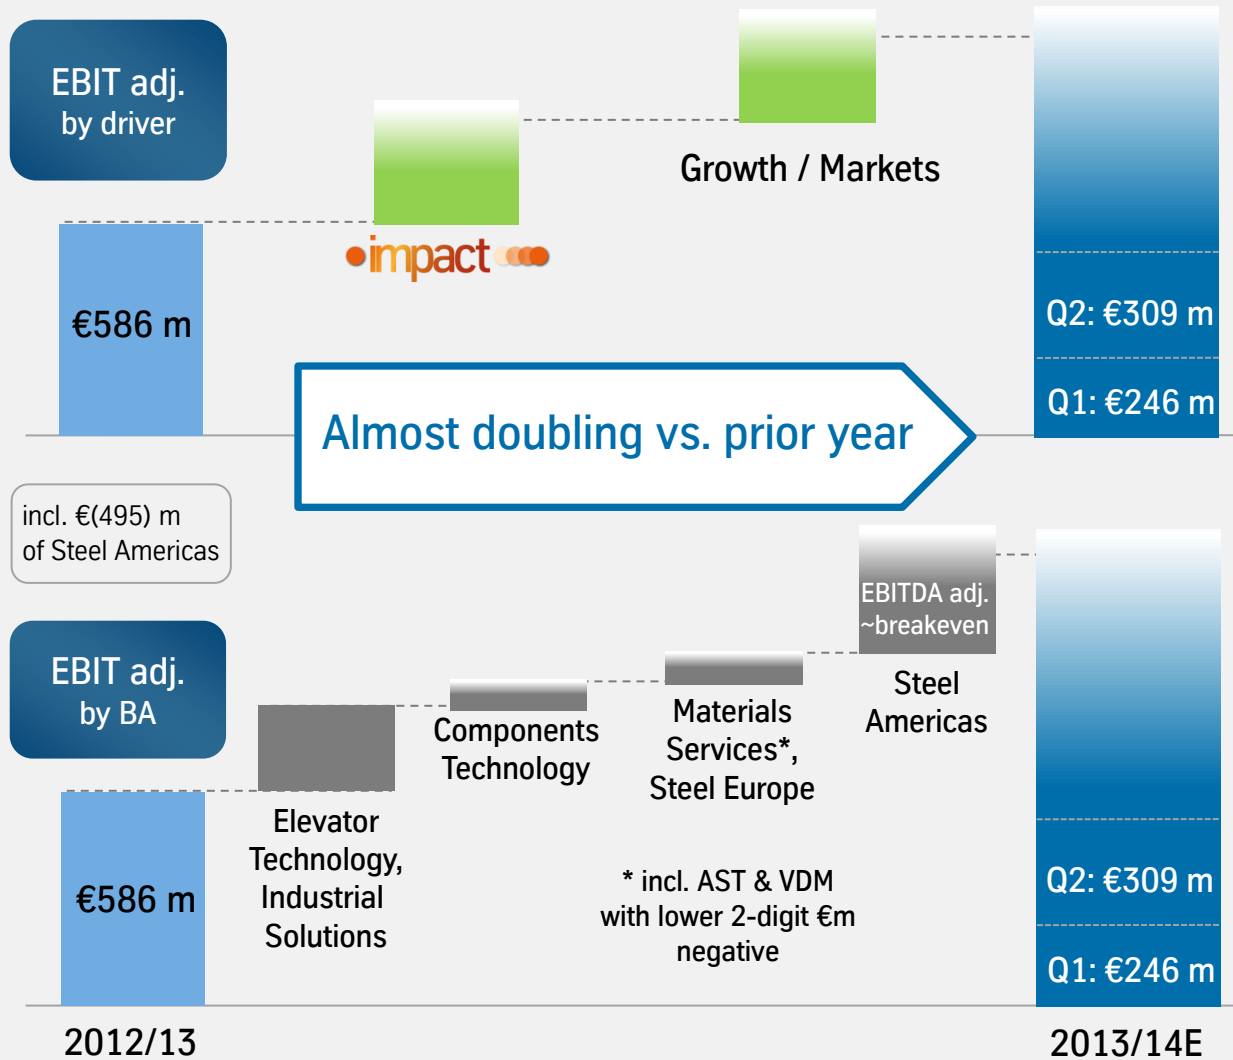 EBIT adj.
by driver
Growth / Markets
impact
€586 m
Q2: €309 m
Q1: €246 m
Almost doubling vs. prior year
incl. €(495) m
of Steel Americas
EBIT adj.
by BA
EBITDA adj.
~breakeven
Steel
Americas
Materials
Services*,
Steel Europe
Components
Technology
Elevator
Technology,
Industrial
Solutions
* incl. AST & VDM
with lower 2-digit €m
negative
€586 m
Q2: €309 m
Q1: €246 m
2012/13
2013/14E